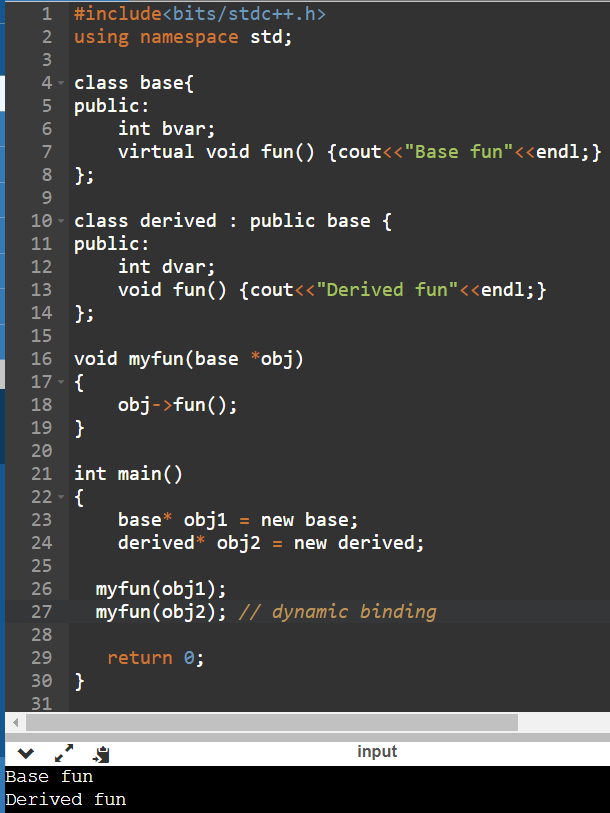 1 #include<bits/stdc++.h>
2 using namespace std;
3
4 class base{
5 public:
6     int bvar;
7     virtual void fun() {cout<<"Base fun"<<endl;}
8 };
9
10 class derived : public base {
11 public:
12     int dvar;
13     void fun() {cout<<"Derived fun"<<endl;}
14 };
15
16 void myfun(base *obj)
17 {
18     obj->fun();
19 }
20
21 int main()
22 {
23     base* obj1 = new base;
24     derived* obj2 = new derived;
25
26   myfun(obj1);
27   myfun(obj2); // dynamic binding
28
29    return 0;
30 }
31
input
Base fun
Derived fun